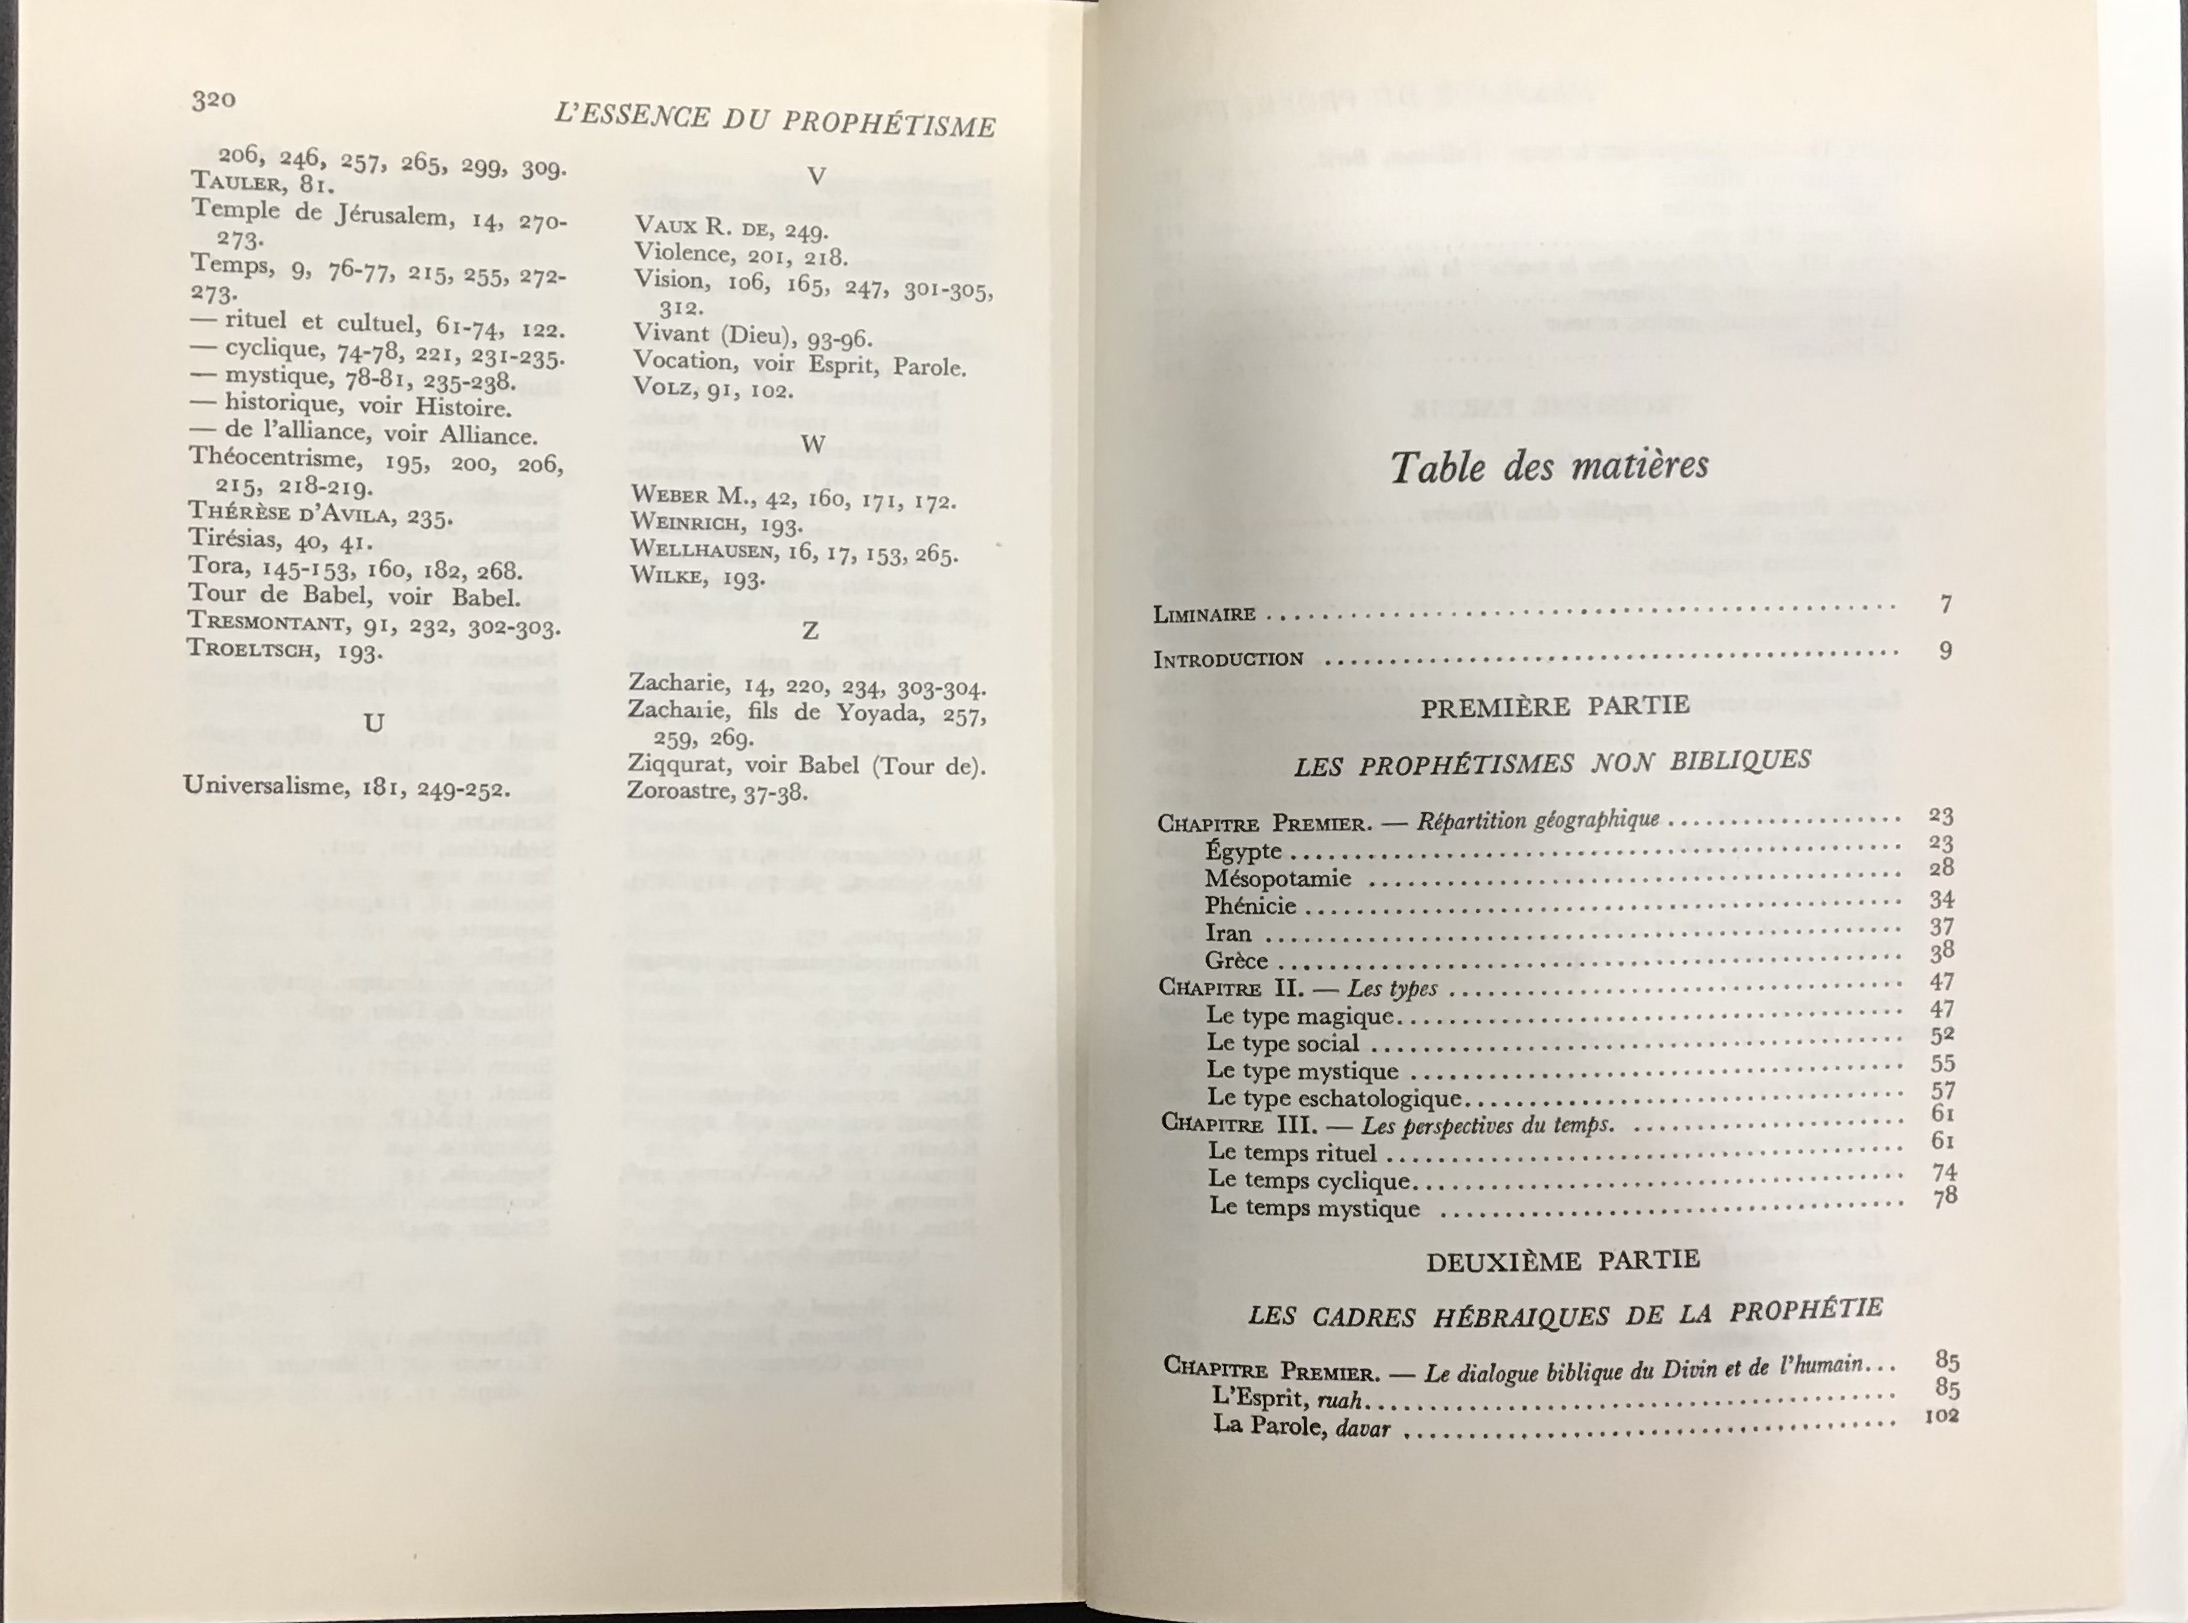 320
L'ESSENCE DU PROPHÉTISME
206, 246, 257, 265, 299, 309.
TAULER, 81.
Temple de Jérusalem, 14, 270-
273.
Temps, 9, 76-77, 215, 255, 272-
273.
— rituel et cultuel, 61-74, 122.
— cyclique, 74-78, 221, 231-235.
— mystique, 78-81, 235-238.
— historique, voir Histoire.
— de l'alliance, voir Alliance.
Théocentrisme, 195, 200, 206,
215, 218-219.
THÉRÈSE D'AVILA, 235.
Tirésias, 40, 41.
Tora, 145-153, 160, 182, 268.
Tour de Babel, voir Babel.
TRESMONTANT, 91, 232, 302-303.
TROELTSCH, 193.
U
Universalisme, 181, 249-252.
V
VAUX R. DE, 249.
Violence, 201, 218.
Vision, 106, 165, 247, 301-305,
312.
Vivant (Dieu), 93-96.
Vocation, voir Esprit, Parole.
VOLZ, 91, 102.
W
WEBER M., 42, 160, 171, 172.
WEINRICH, 193.
WELLHAUSEN, 16, 17, 153, 265.
WILKE, 193.
Z
Zacharie, 14, 220, 234, 303-304.
Zacharie, fils de Yoyada, 257,
259, 269.
Ziqqurat, voir Babel (Tour de).
Zoroastre, 37-38.
Table des matières
LIMINAIRE .......... 7
INTRODUCTION .......... 9
PREMIÈRE PARTIE
LES PROPHÉTISMES NON BIBLIQUES
CHAPITRE PREMIER. — Répartition géographique .......... 23
Égypte .......... 23
Mésopotamie .......... 28
Phénicie .......... 34
Iran .......... 37
Grèce .......... 38
CHAPITRE II. — Les types .......... 47
Le type magique.......... 47
Le type social .......... 52
Le type mystique .......... 55
Le type eschatologique.......... 57
CHAPITRE III. — Les perspectives du temps. .......... 61
Le temps rituel .......... 61
Le temps cyclique.......... 74
Le temps mystique .......... 78
DEUXIÈME PARTIE
LES CADRES HÉBRAIQUES DE LA PROPHÉTIE
CHAPITRE PREMIER. — Le dialogue biblique du Divin et de l'humain... 85
L'Esprit, ruah.......... 85
La Parole, davar .......... 102